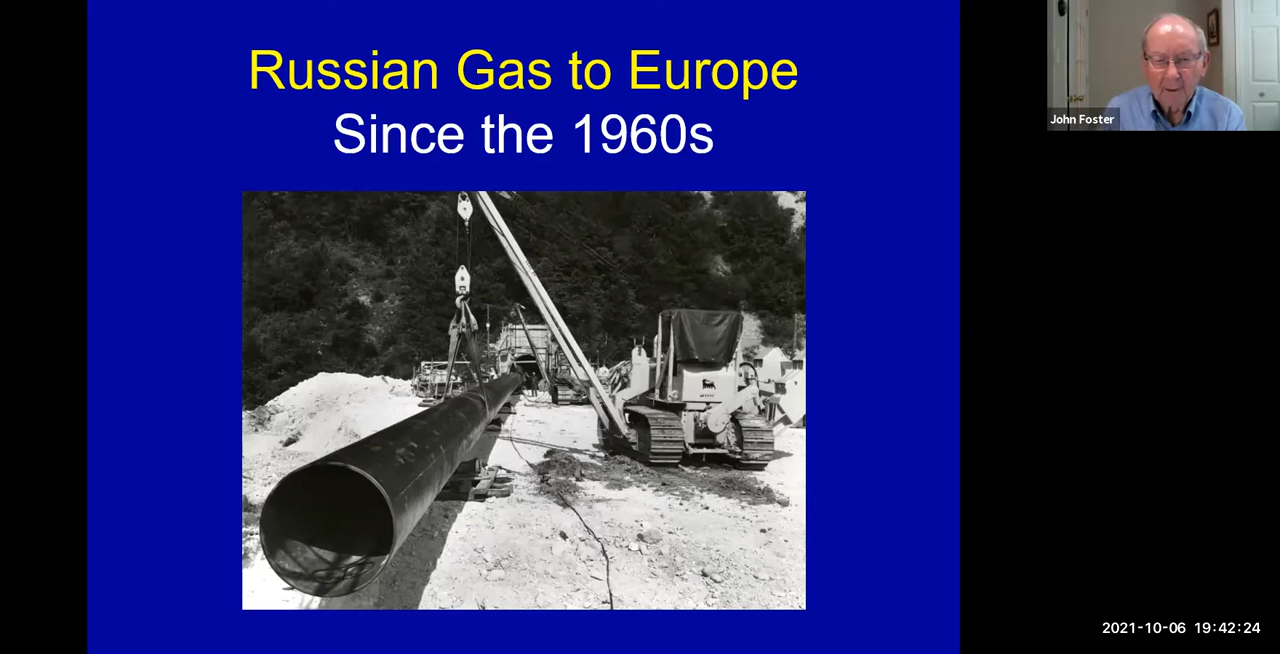 Russian Gas to Europe
Since the 1960s
John Foster
2021-10-06 19:42:24